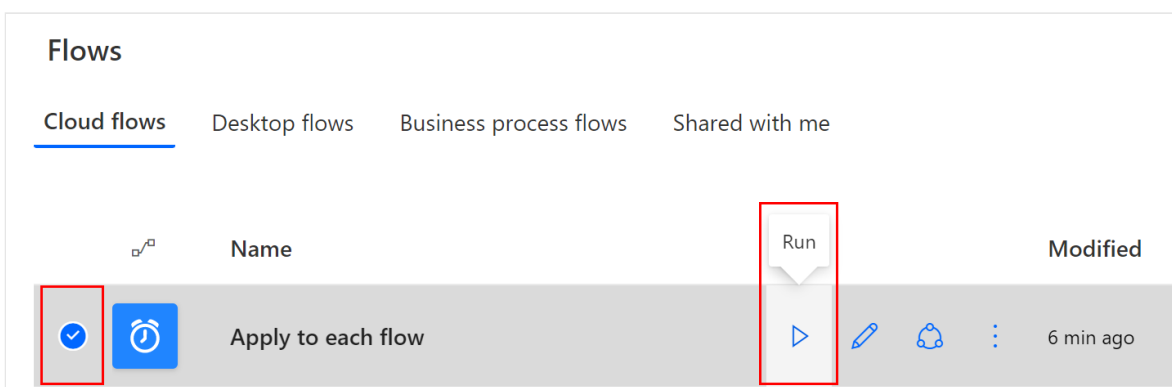 Flows
Cloud flows Desktop flows Business process flows Shared with me
Name Run Modified
Apply to each flow 6 min ago